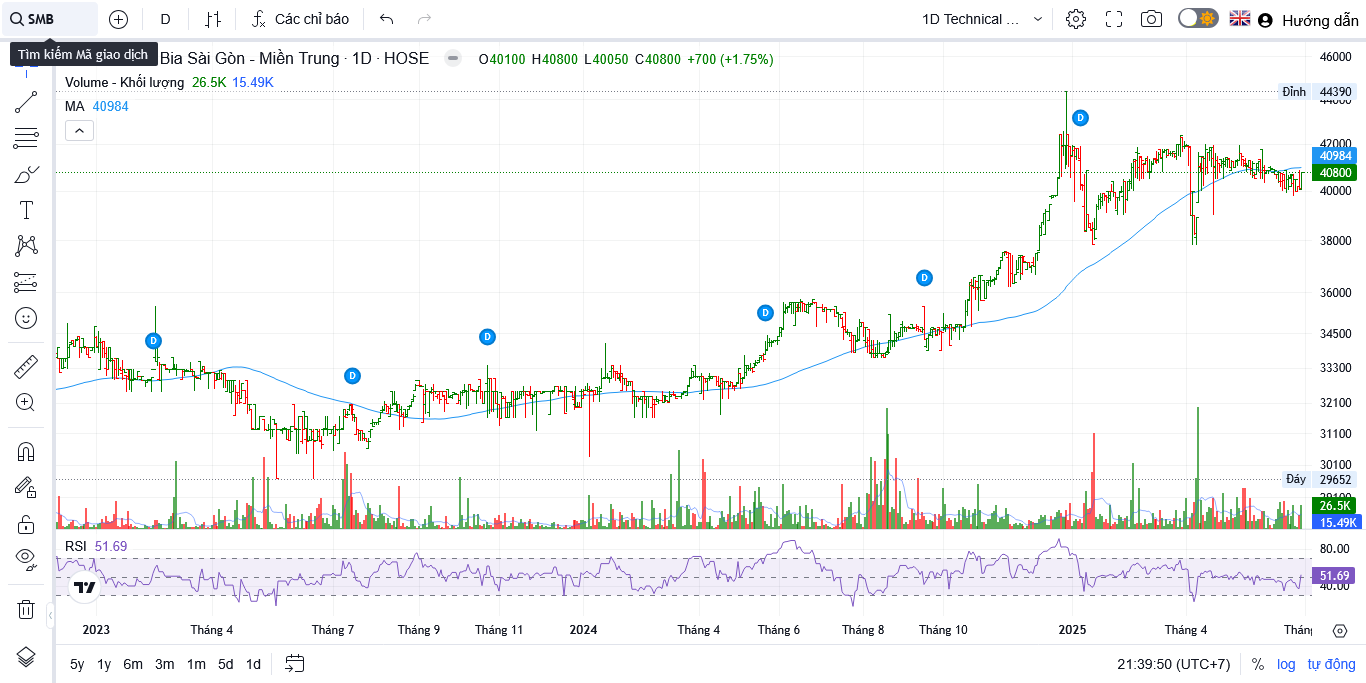 SMB
D
Các chỉ báo
1D Technical ...
Hướng dẫn
Tìm kiếm Mã giao dịch
Bia Sài Gòn - Miền Trung · 1D · HOSE
O40100 H40800 L40050 C40800 +700 (+1.75%)
Volume - Khối lượng 26.5K 15.49K
MA 40984
46000
Đỉnh 44390
44000
D
42000
40984
40800
40000
38000
D
36000
D
D
D
34500
D
33300
32100
31100
30100
Đáy 29652
29100
26.5K
15.49K
RSI 51.69
80.00
51.69
40.00
2023
Tháng 4
Tháng 7
Tháng 9
Tháng 11
2024
Tháng 4
Tháng 6
Tháng 8
Tháng 10
2025
Tháng 4
5y 1y 6m 3m 1m 5d 1d
21:39:50 (UTC+7)
% log tự động